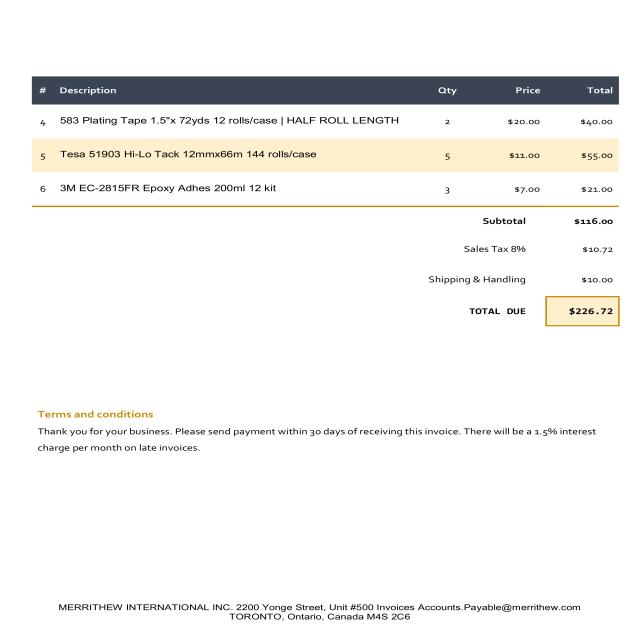 # Description Qty Price Total
4 583 Plating Tape 1.5"x 72yds 12 rolls/case | HALF ROLL LENGTH 2 $20.00 $40.00
5 Tesa 51903 Hi-Lo Tack 12mmx66m 144 rolls/case 5 $11.00 $55.00
6 3M EC-2815FR Epoxy Adhes 200ml 12 kit 3 $7.00 $21.00
Subtotal $116.00
Sales Tax 8% $10.72
Shipping & Handling $10.00
TOTAL DUE $226.72
Terms and conditions
Thank you for your business. Please send payment within 30 days of receiving this invoice. There will be a 1.5% interest
charge per month on late invoices.
MERRITHEW INTERNATIONAL INC. 2200 Yonge Street, Unit #500 Invoices Accounts.Payable@merrithew.com
TORONTO, Ontario, Canada M4S 2C6